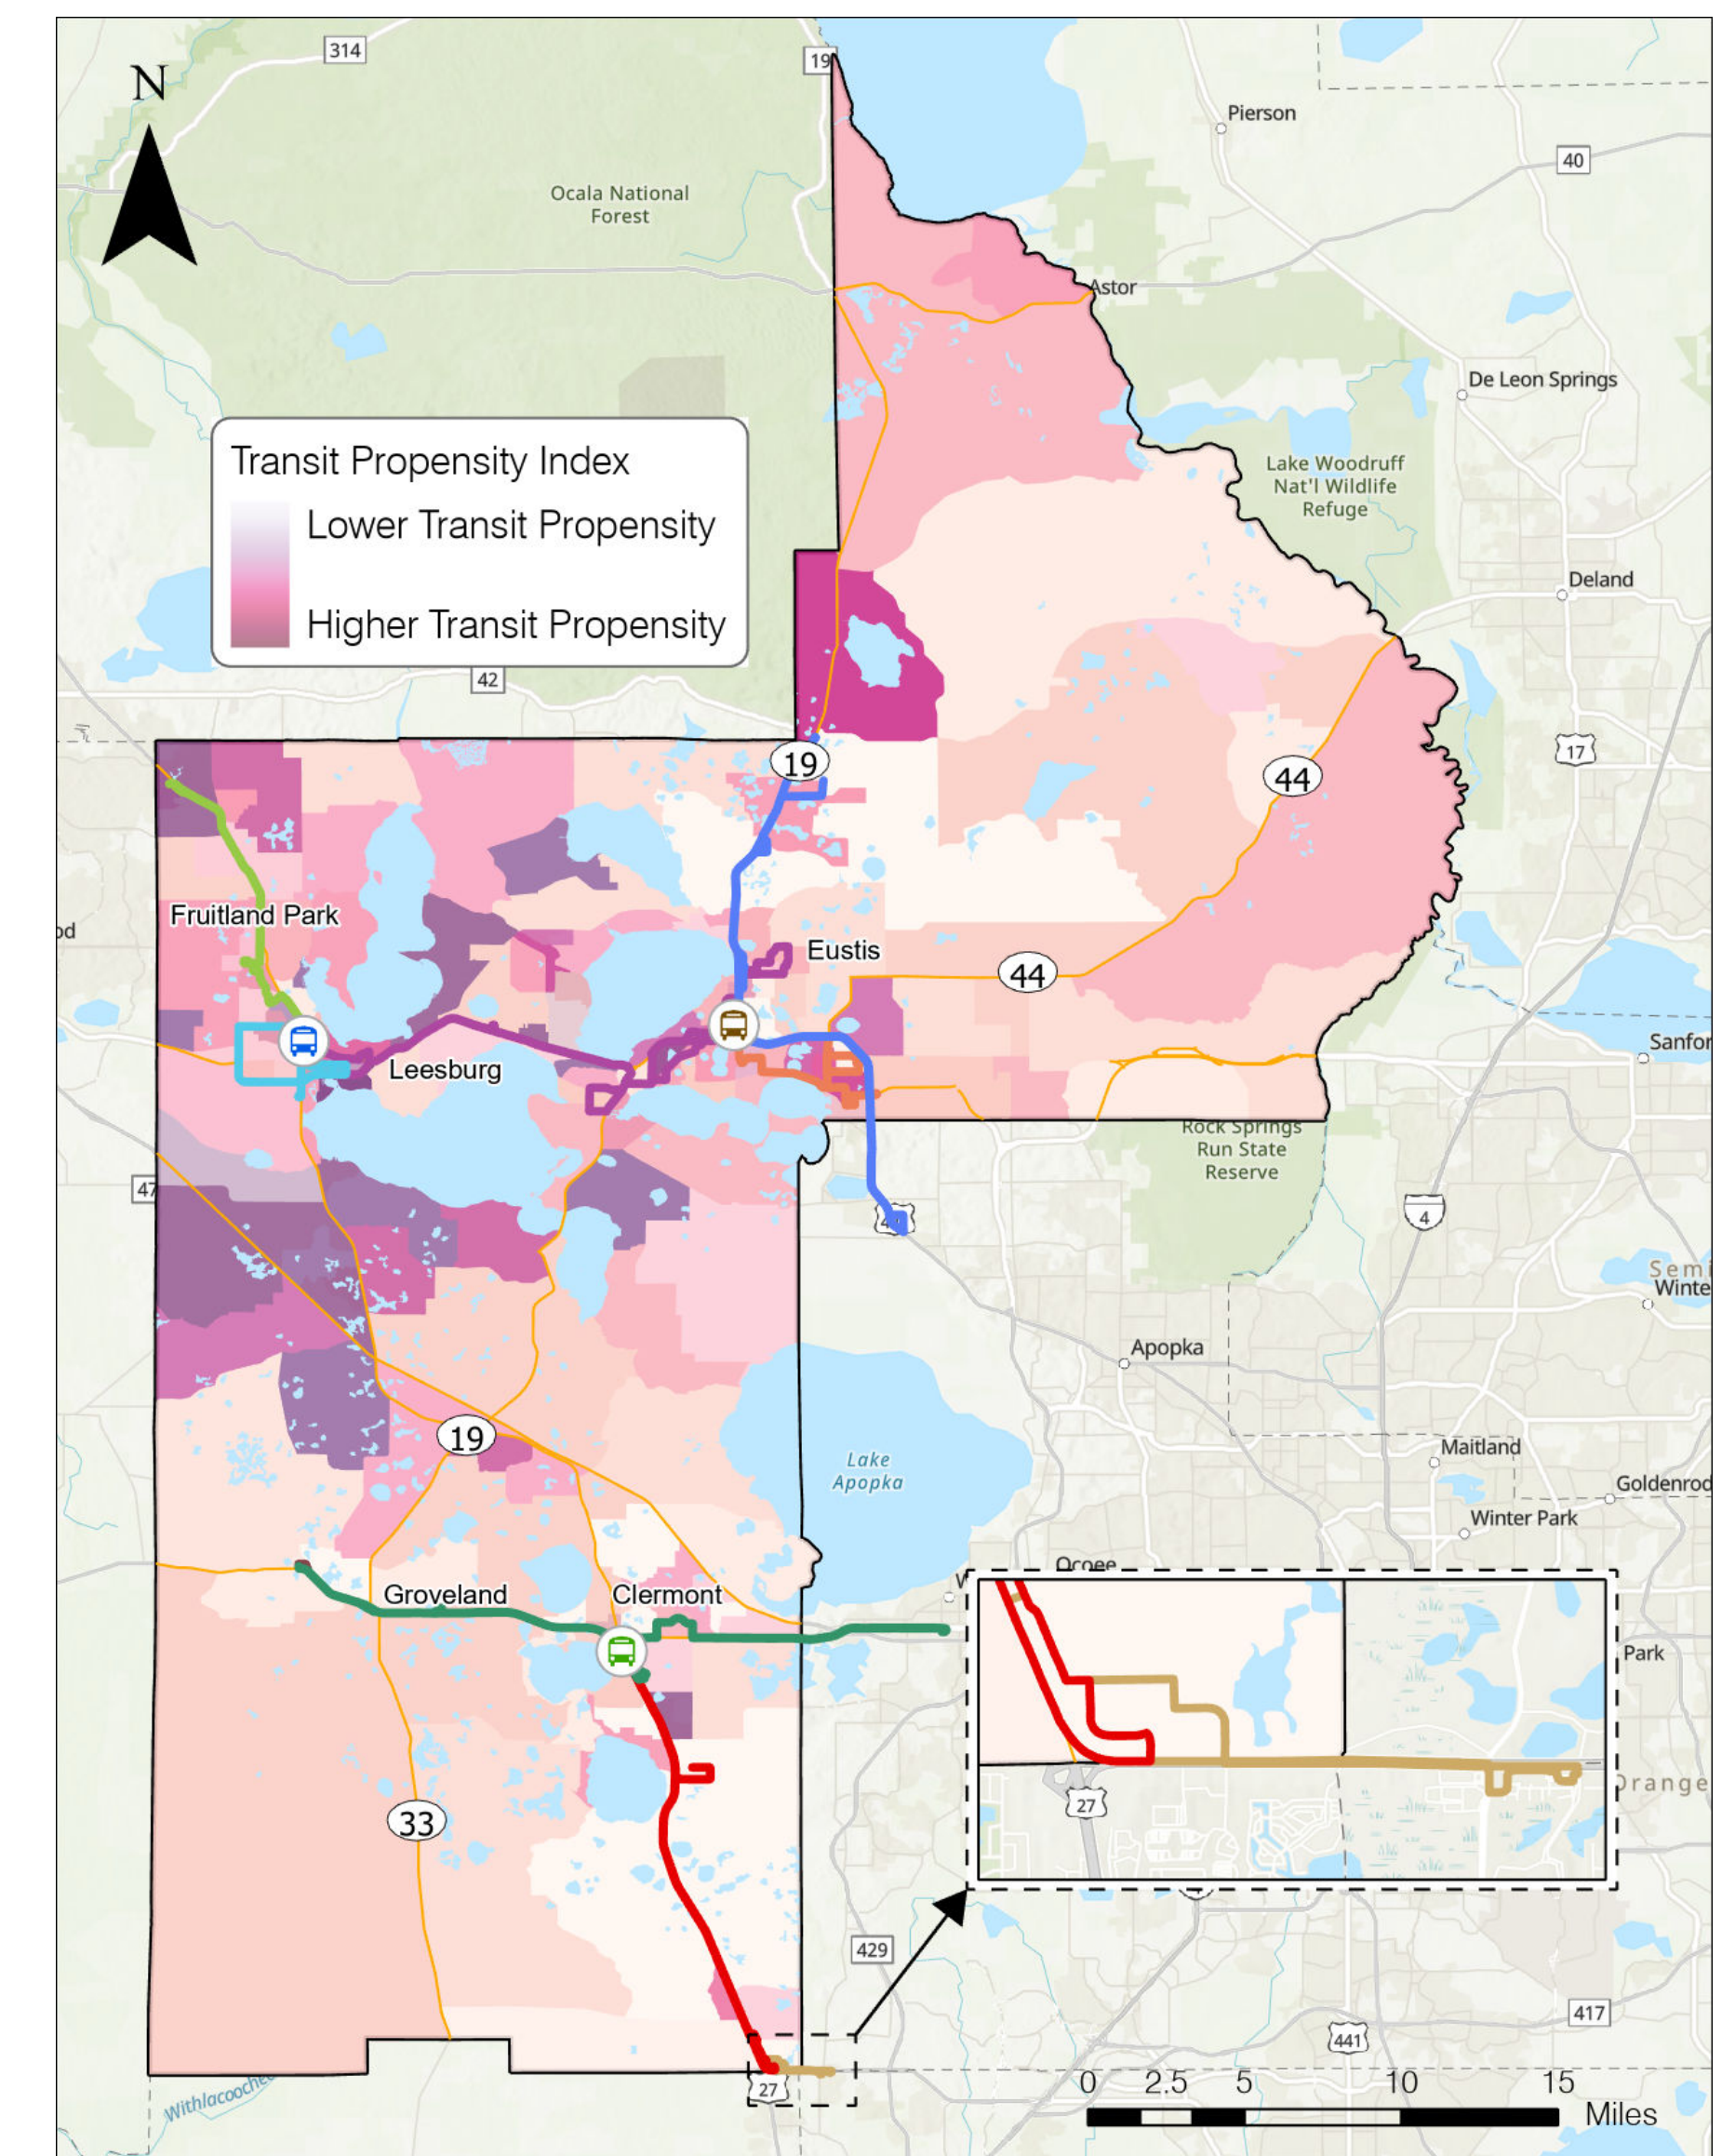 314
19
N
Pierson
40
Ocala National
Forest
Astor
De Leon Springs
Transit Propensity Index
Lower Transit Propensity
Higher Transit Propensity
Lake Woodruff
Nat'l Wildlife
Refuge
Deland
42
19
44
17
Fruitland Park
Eustis
44
Leesburg
Sanfor
Rock Springs
Run State
Reserve
47
4
Semi
Winte
Apopka
19
Maitland
Lake
Apopka
Goldenrod
Winter Park
Ocoee
W
Groveland
Clermont
Park
Orange
27
33
429
417
441
27
Withlacoochee
0 2.5 5 10 15
Miles